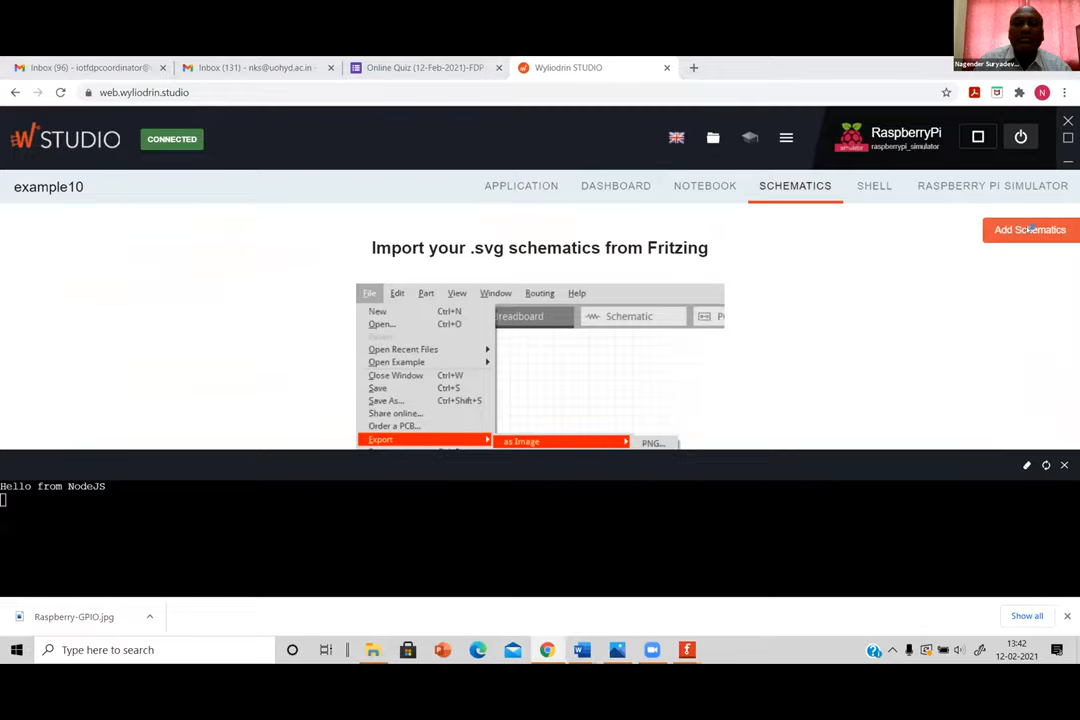 Nagender Suryadev...
Inbox (96) - iotfdpcoordinator@
Inbox (131) - nks@uohyd.ac.in -
Online Quiz (12-Feb-2021)-FDP
Wyliodrin STUDIO
web.wyliodrin.studio
N
W STUDIO
CONNECTED
RaspberryPi
raspberrypi_simulator
simulator
example10
APPLICATION
DASHBOARD
NOTEBOOK
SCHEMATICS
SHELL
RASPBERRY PI SIMULATOR
Add Schematics
Import your .svg schematics from Fritzing
File Edit Part View Window Routing Help
New Ctrl+N
readboard
Schematic
Open... Ctrl+O
Open Recent Files
Open Example
Close Window Ctrl+W
Save Ctrl+S
Save As... Ctrl+Shift+S
Share online...
Order a PCB...
Export
as Image
PNG...
Hello from NodeJS
Raspberry-GPIO.jpg
Show all
Type here to search
13:42
12-02-2021